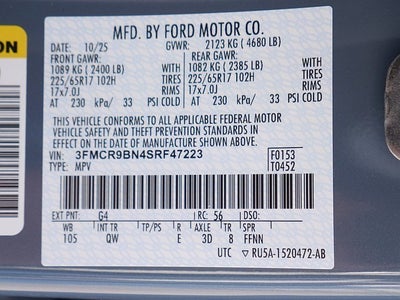 ON
MFD. BY FORD MOTOR CO.
DATE: 10/25 GVWR: 2123 KG ( 4680 LB)
FRONT GAWR: REAR GAWR:
1089 KG ( 2400 LB) WITH 1082 KG ( 2385 LB) WITH
225/65R17 102H TIRES 225/65R17 102H TIRES
17x7.0J RIMS 17x7.0J RIMS
AT 230 kPa/ 33 PSI COLD AT 230 kPa/ 33 PSI COLD
THIS VEHICLE CONFORMS TO ALL APPLICABLE FEDERAL MOTOR
VEHICLE SAFETY AND THEFT PREVENTION STANDARDS IN
EFFECT ON THE DATE OF MANUFACTURE SHOWN ABOVE.
VIN: 3FMCR9BN4SRF47223 F0153
TYPE: MPV T0452
EXT PNT: G4 RC: 56 DSO:
WB INT TR TP/PS R AXLE TR SPR
105 QW E 3D 8 FFNN
UTC ▽ RU5A-1520472-AB